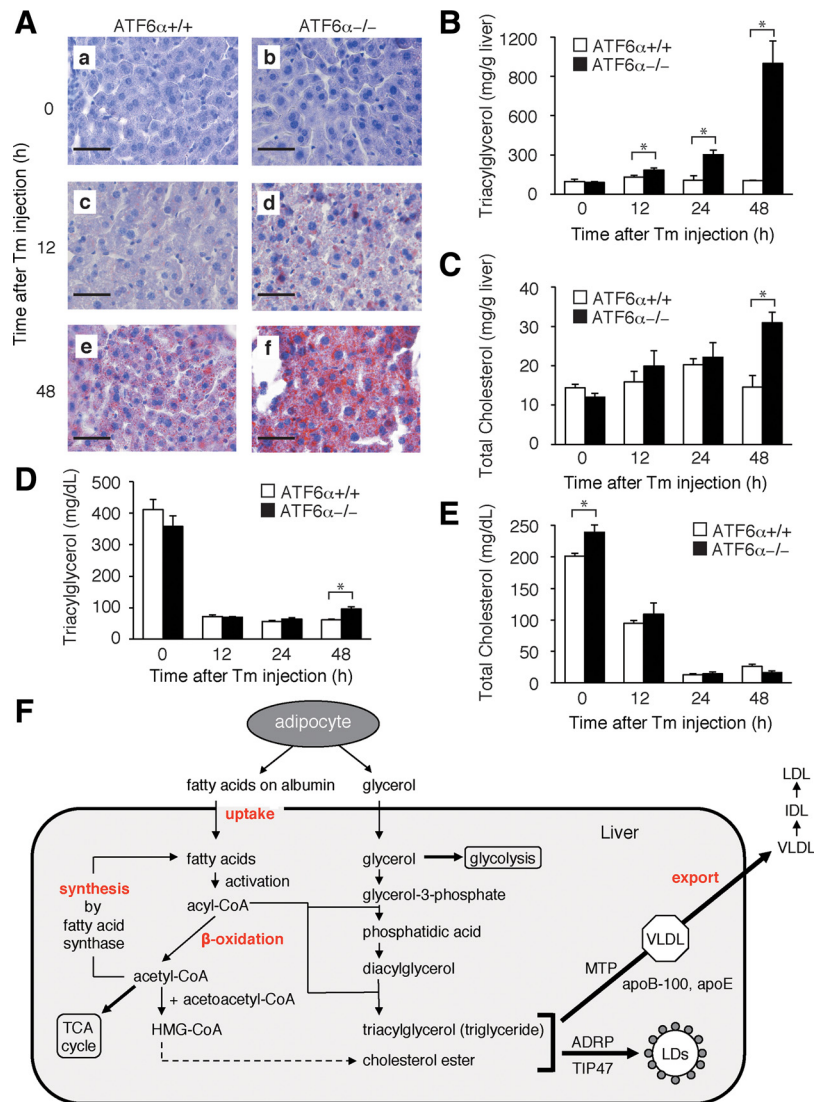 A
ATF6α+/+
ATF6α−/−
Time after Tm injection (h)
0
a
b
12
c
d
48
e
f
B
Triacylglycerol (mg/g liver)
ATF6α+/+
ATF6α−/−
1200
900
600
300
0
*
*
*
0 12 24 48
Time after Tm injection (h)
C
Total Cholesterol (mg/g liver)
ATF6α+/+
ATF6α−/−
40
30
20
10
0
*
0 12 24 48
Time after Tm injection (h)
D
Triacylglycerol (mg/dL)
ATF6α+/+
ATF6α−/−
500
400
300
200
100
0
*
0 12 24 48
Time after Tm injection (h)
E
Total Cholesterol (mg/dL)
ATF6α+/+
ATF6α−/−
250
200
150
100
50
0
*
0 12 24 48
Time after Tm injection (h)
F
adipocyte
fatty acids on albumin
glycerol
uptake
Liver
fatty acids
glycerol
glycolysis
activation
synthesis
by
fatty acid
synthase
acyl-CoA
glycerol-3-phosphate
β-oxidation
phosphatidic acid
diacylglycerol
acetyl-CoA
+ acetoacetyl-CoA
TCA
cycle
HMG-CoA
triacylglycerol (triglyceride)
cholesterol ester
MTP
VLDL
apoB-100, apoE
export
ADRP
TIP47
LDs
LDL
IDL
VLDL